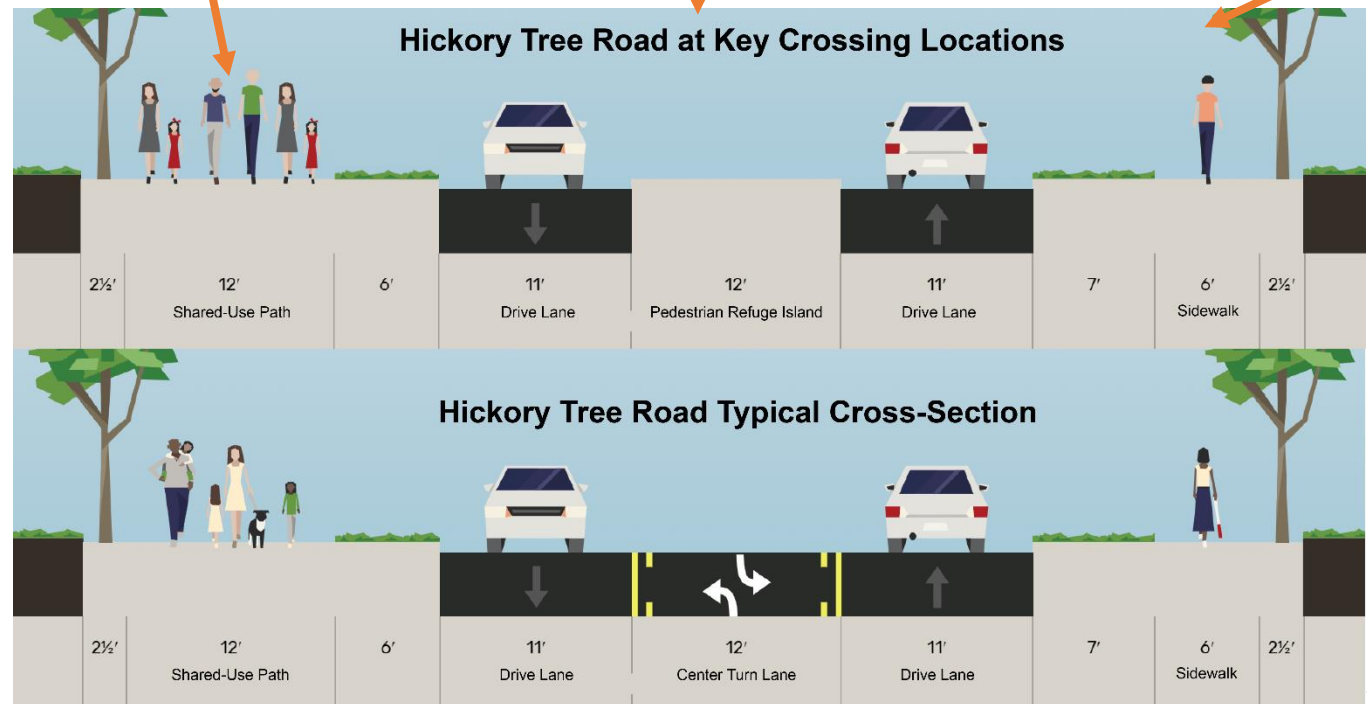 Hickory Tree Road at Key Crossing Locations
2½′ 12′ 6′ 11′ 12′ 11′ 7′ 6′ 2½′
Shared-Use Path Drive Lane Pedestrian Refuge Island Drive Lane Sidewalk
Hickory Tree Road Typical Cross-Section
2½′ 12′ 6′ 11′ 12′ 11′ 7′ 6′ 2½′
Shared-Use Path Drive Lane Center Turn Lane Drive Lane Sidewalk